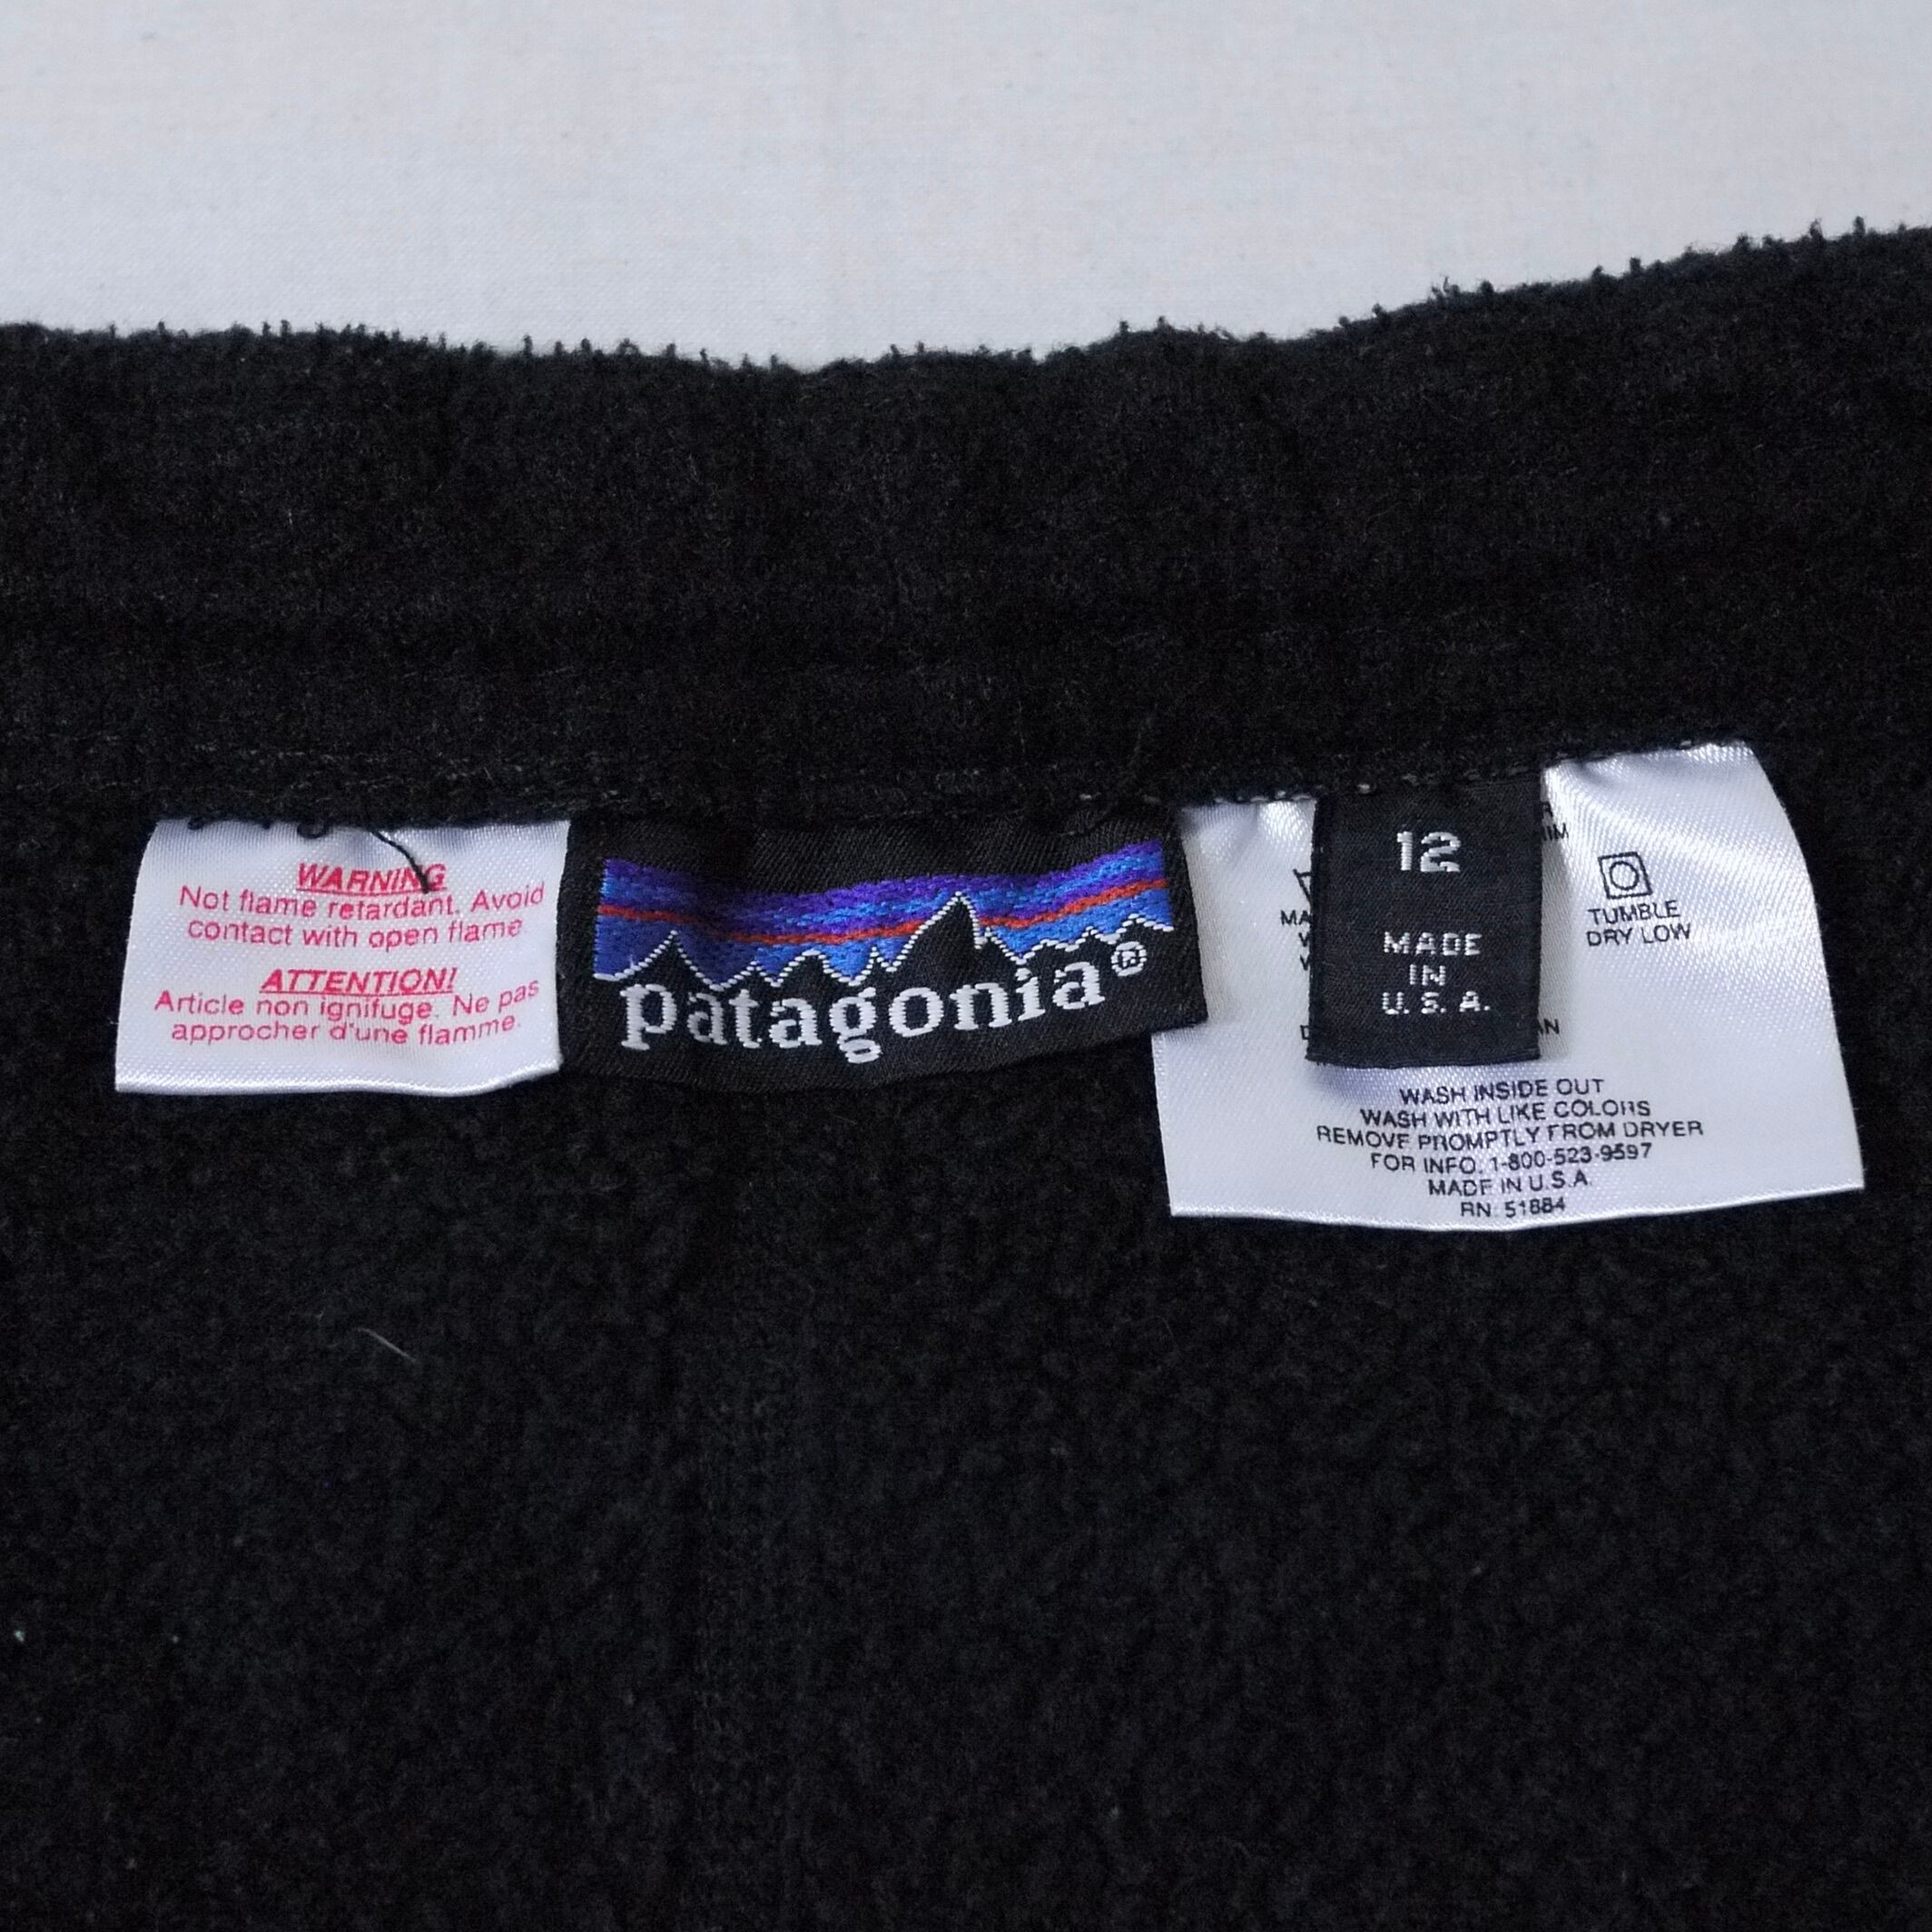 WARNING
Not flame retardant. Avoid
contact with open flame
ATTENTION!
Article non ignifuge. Ne pas
approcher d'une flamme.
patagonia®
12
MADE
IN
U.S.A.
TUMBLE
DRY LOW
WASH INSIDE OUT
WASH WITH LIKE COLORS
REMOVE PROMPTLY FROM DRYER
FOR INFO: 1-800-523-9597
MADE IN U.S.A
RN: 51884